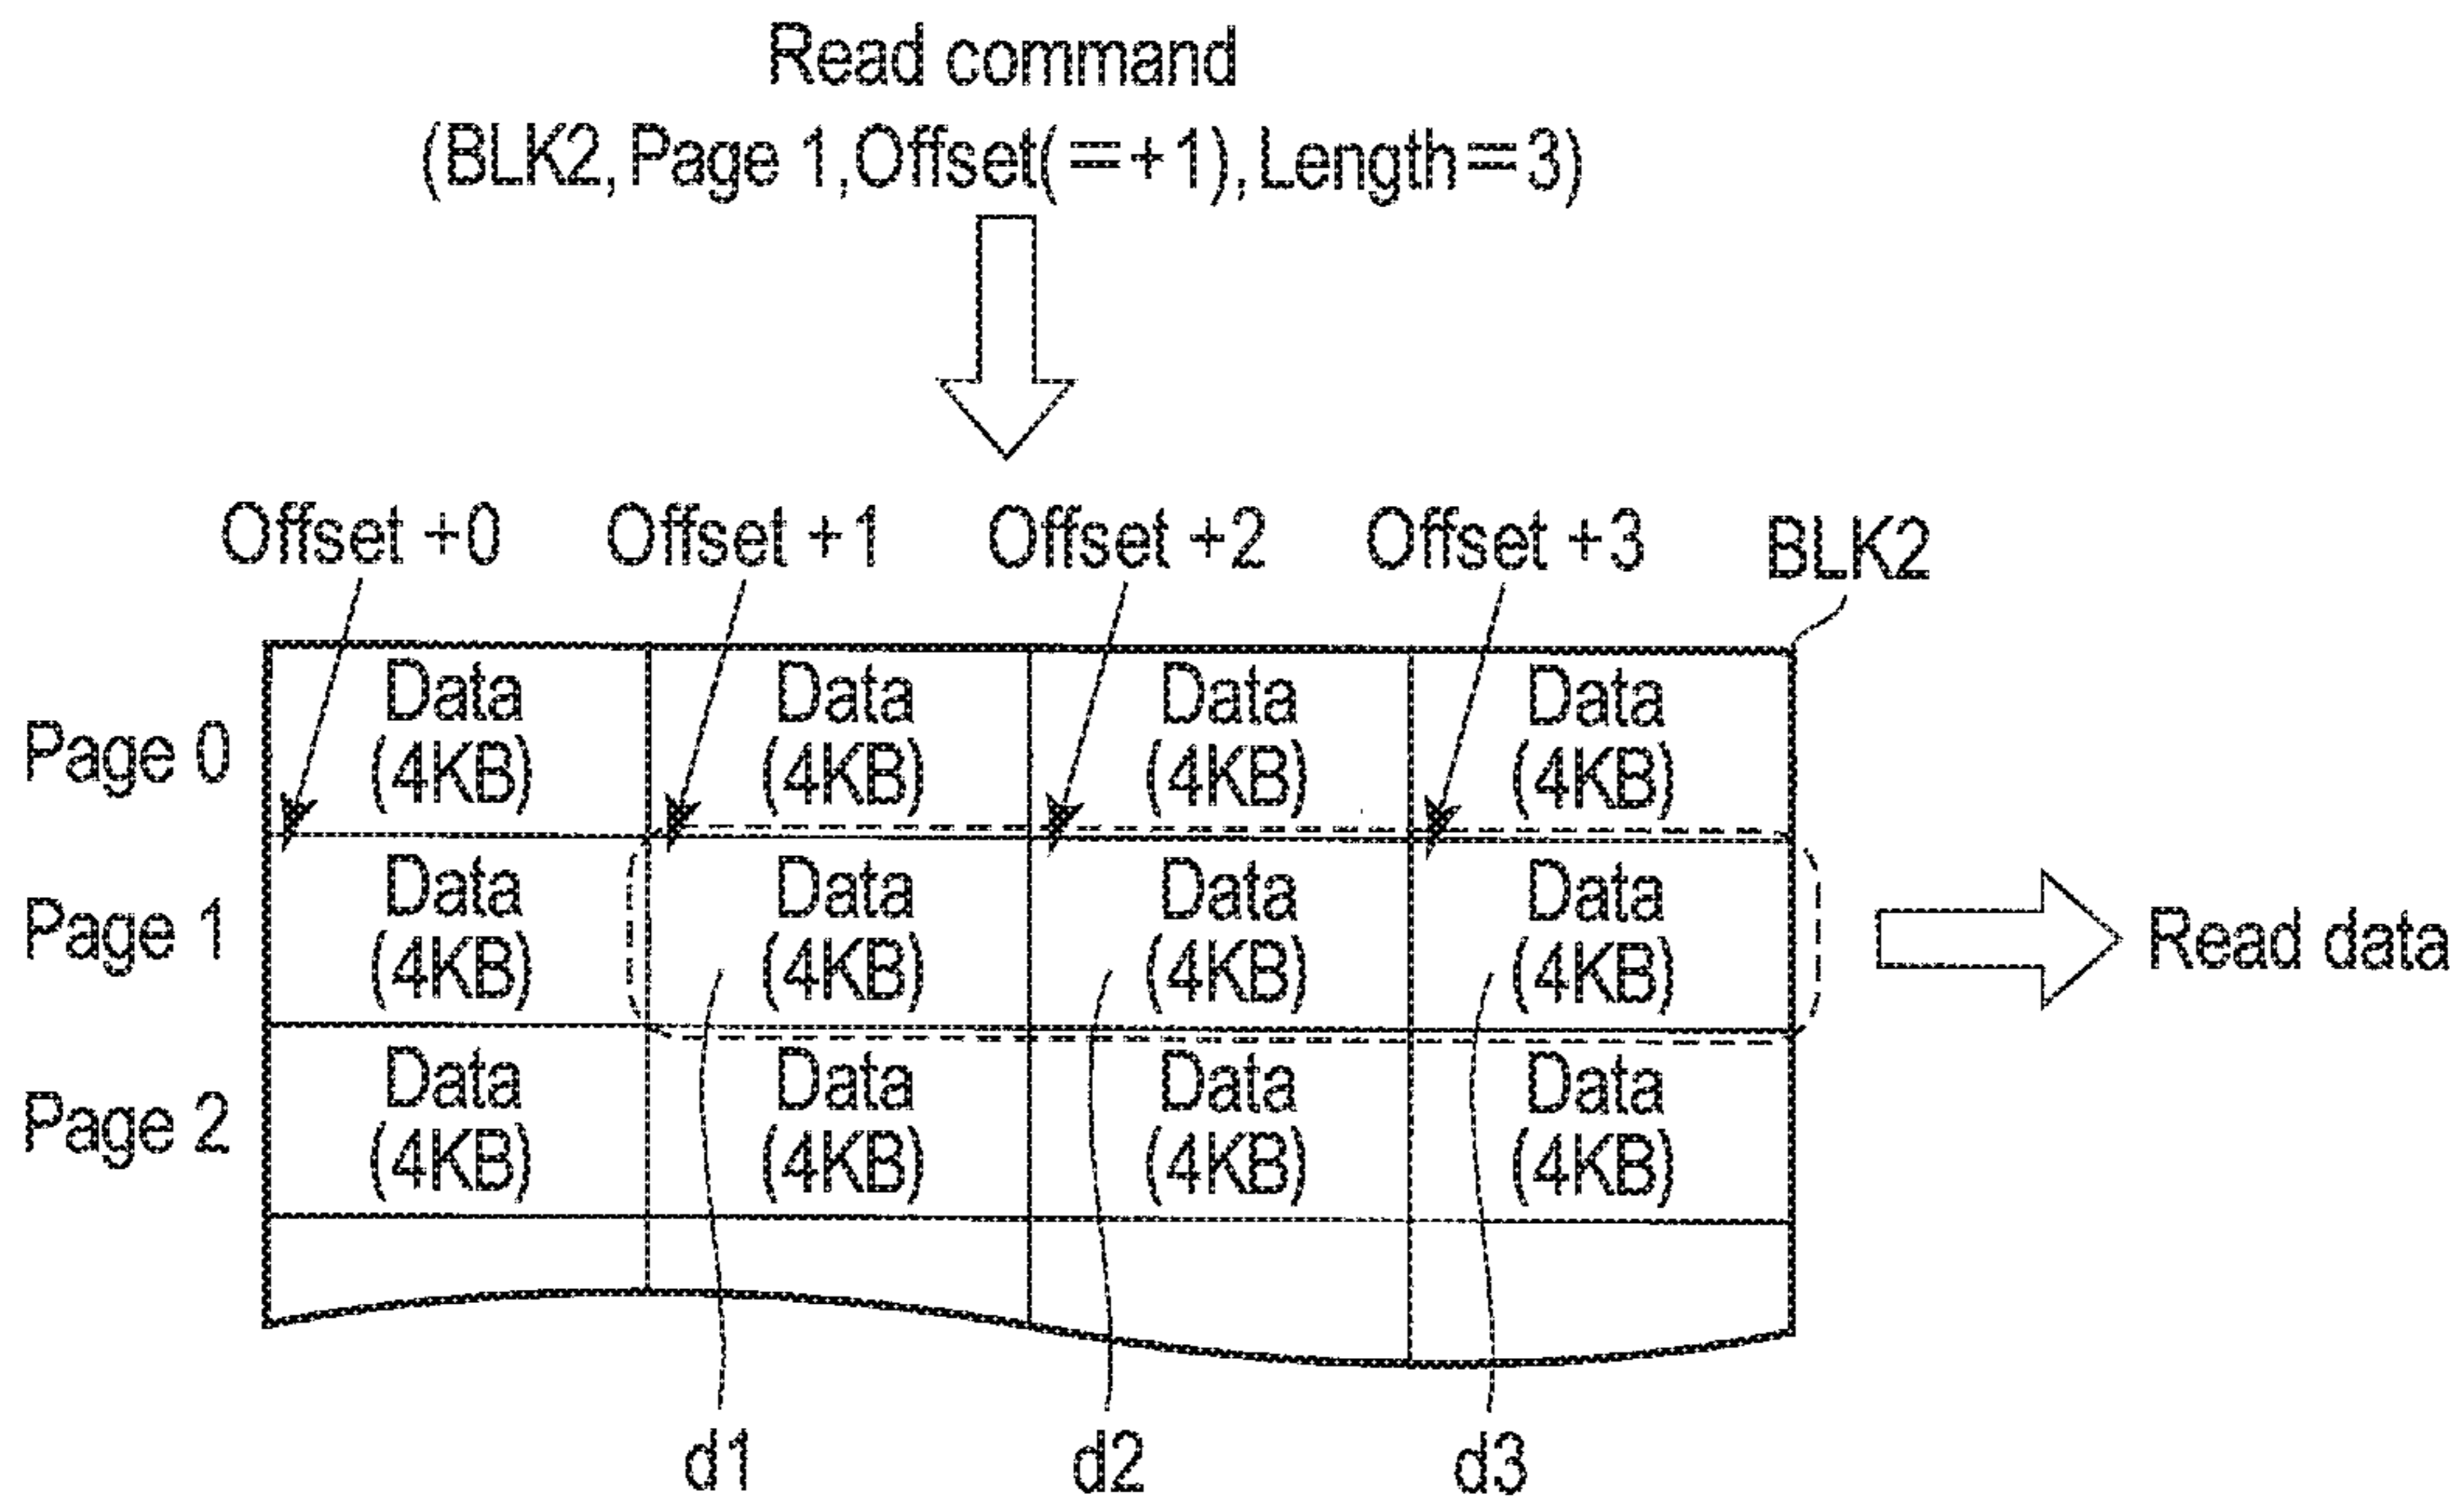 Read command
(BLK2, Page 1, Offset(=+1), Length=3)
Offset +0 Offset +1 Offset +2 Offset +3 BLK2
Page 0 Data (4KB) Data (4KB) Data (4KB) Data (4KB)
Page 1 Data (4KB) Data (4KB) Data (4KB) Data (4KB) Read data
Page 2 Data (4KB) Data (4KB) Data (4KB) Data (4KB)
d1 d2 d3